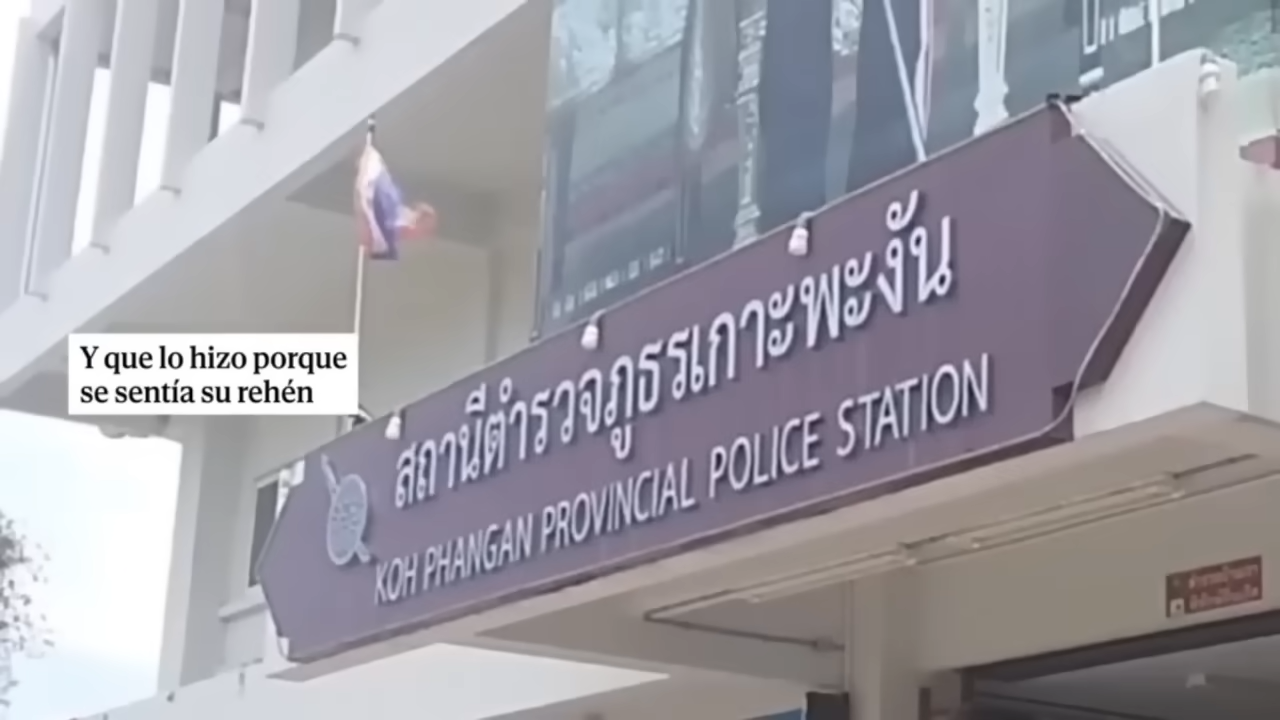 Y que lo hizo porque
se sentía su rehén
สถานีตำรวจภูธรเกาะพะงัน
KOH PHANGAN PROVINCIAL POLICE STATION